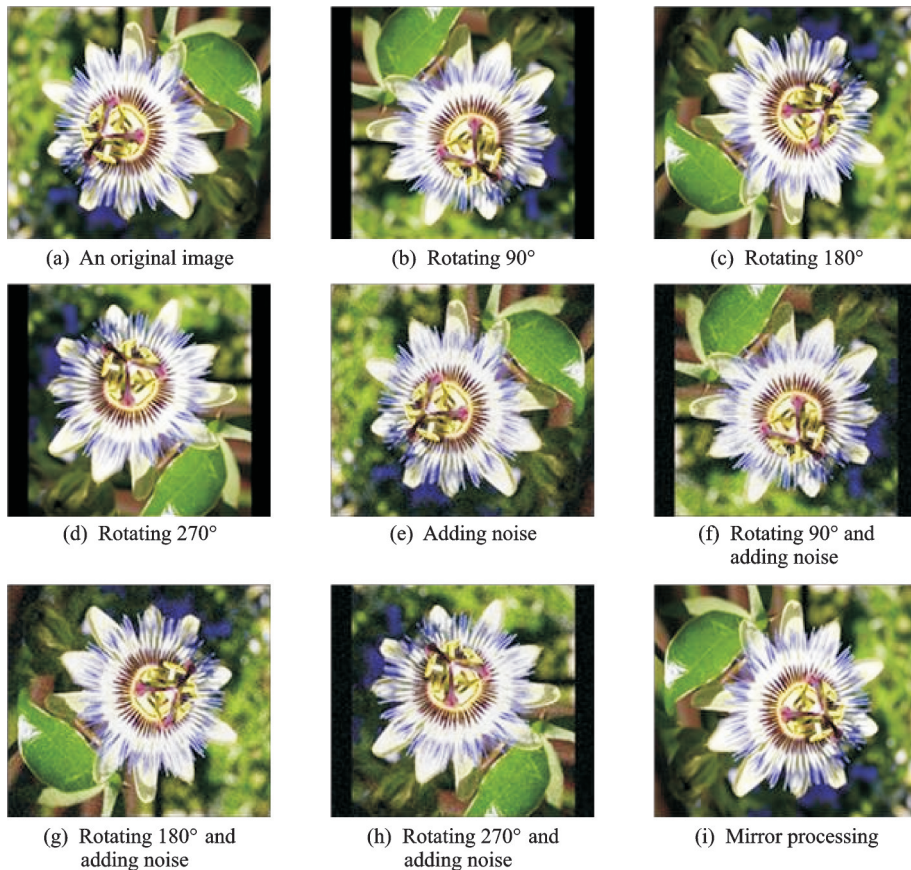 (a) An original image
(b) Rotating 90°
(c) Rotating 180°
(d) Rotating 270°
(e) Adding noise
(f) Rotating 90° and
adding noise
(g) Rotating 180° and
adding noise
(h) Rotating 270° and
adding noise
(i) Mirror processing